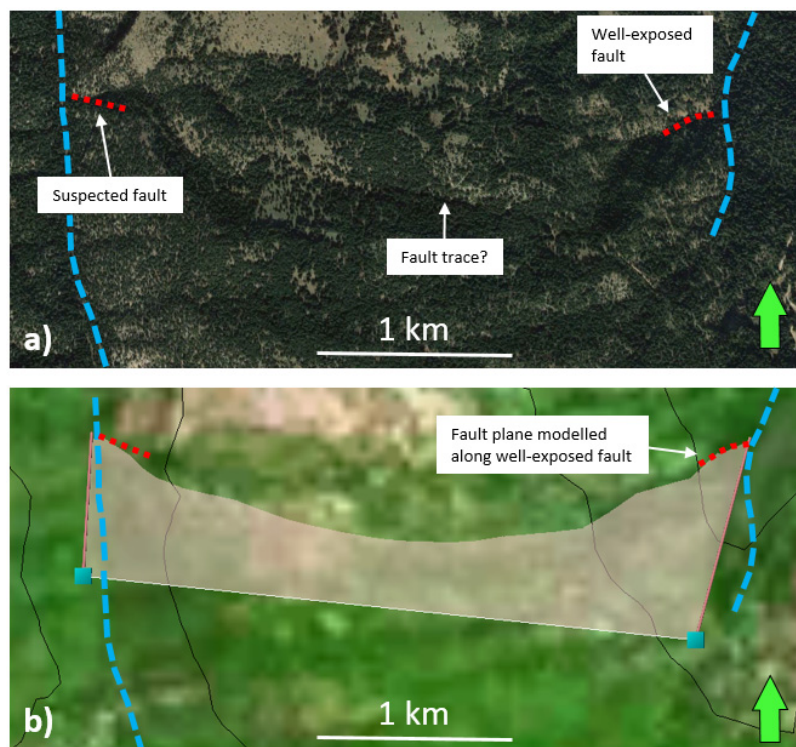 Well-exposed
fault
Suspected fault
Fault trace?
1 km
a)
Fault plane modelled
along well-exposed fault
1 km
b)